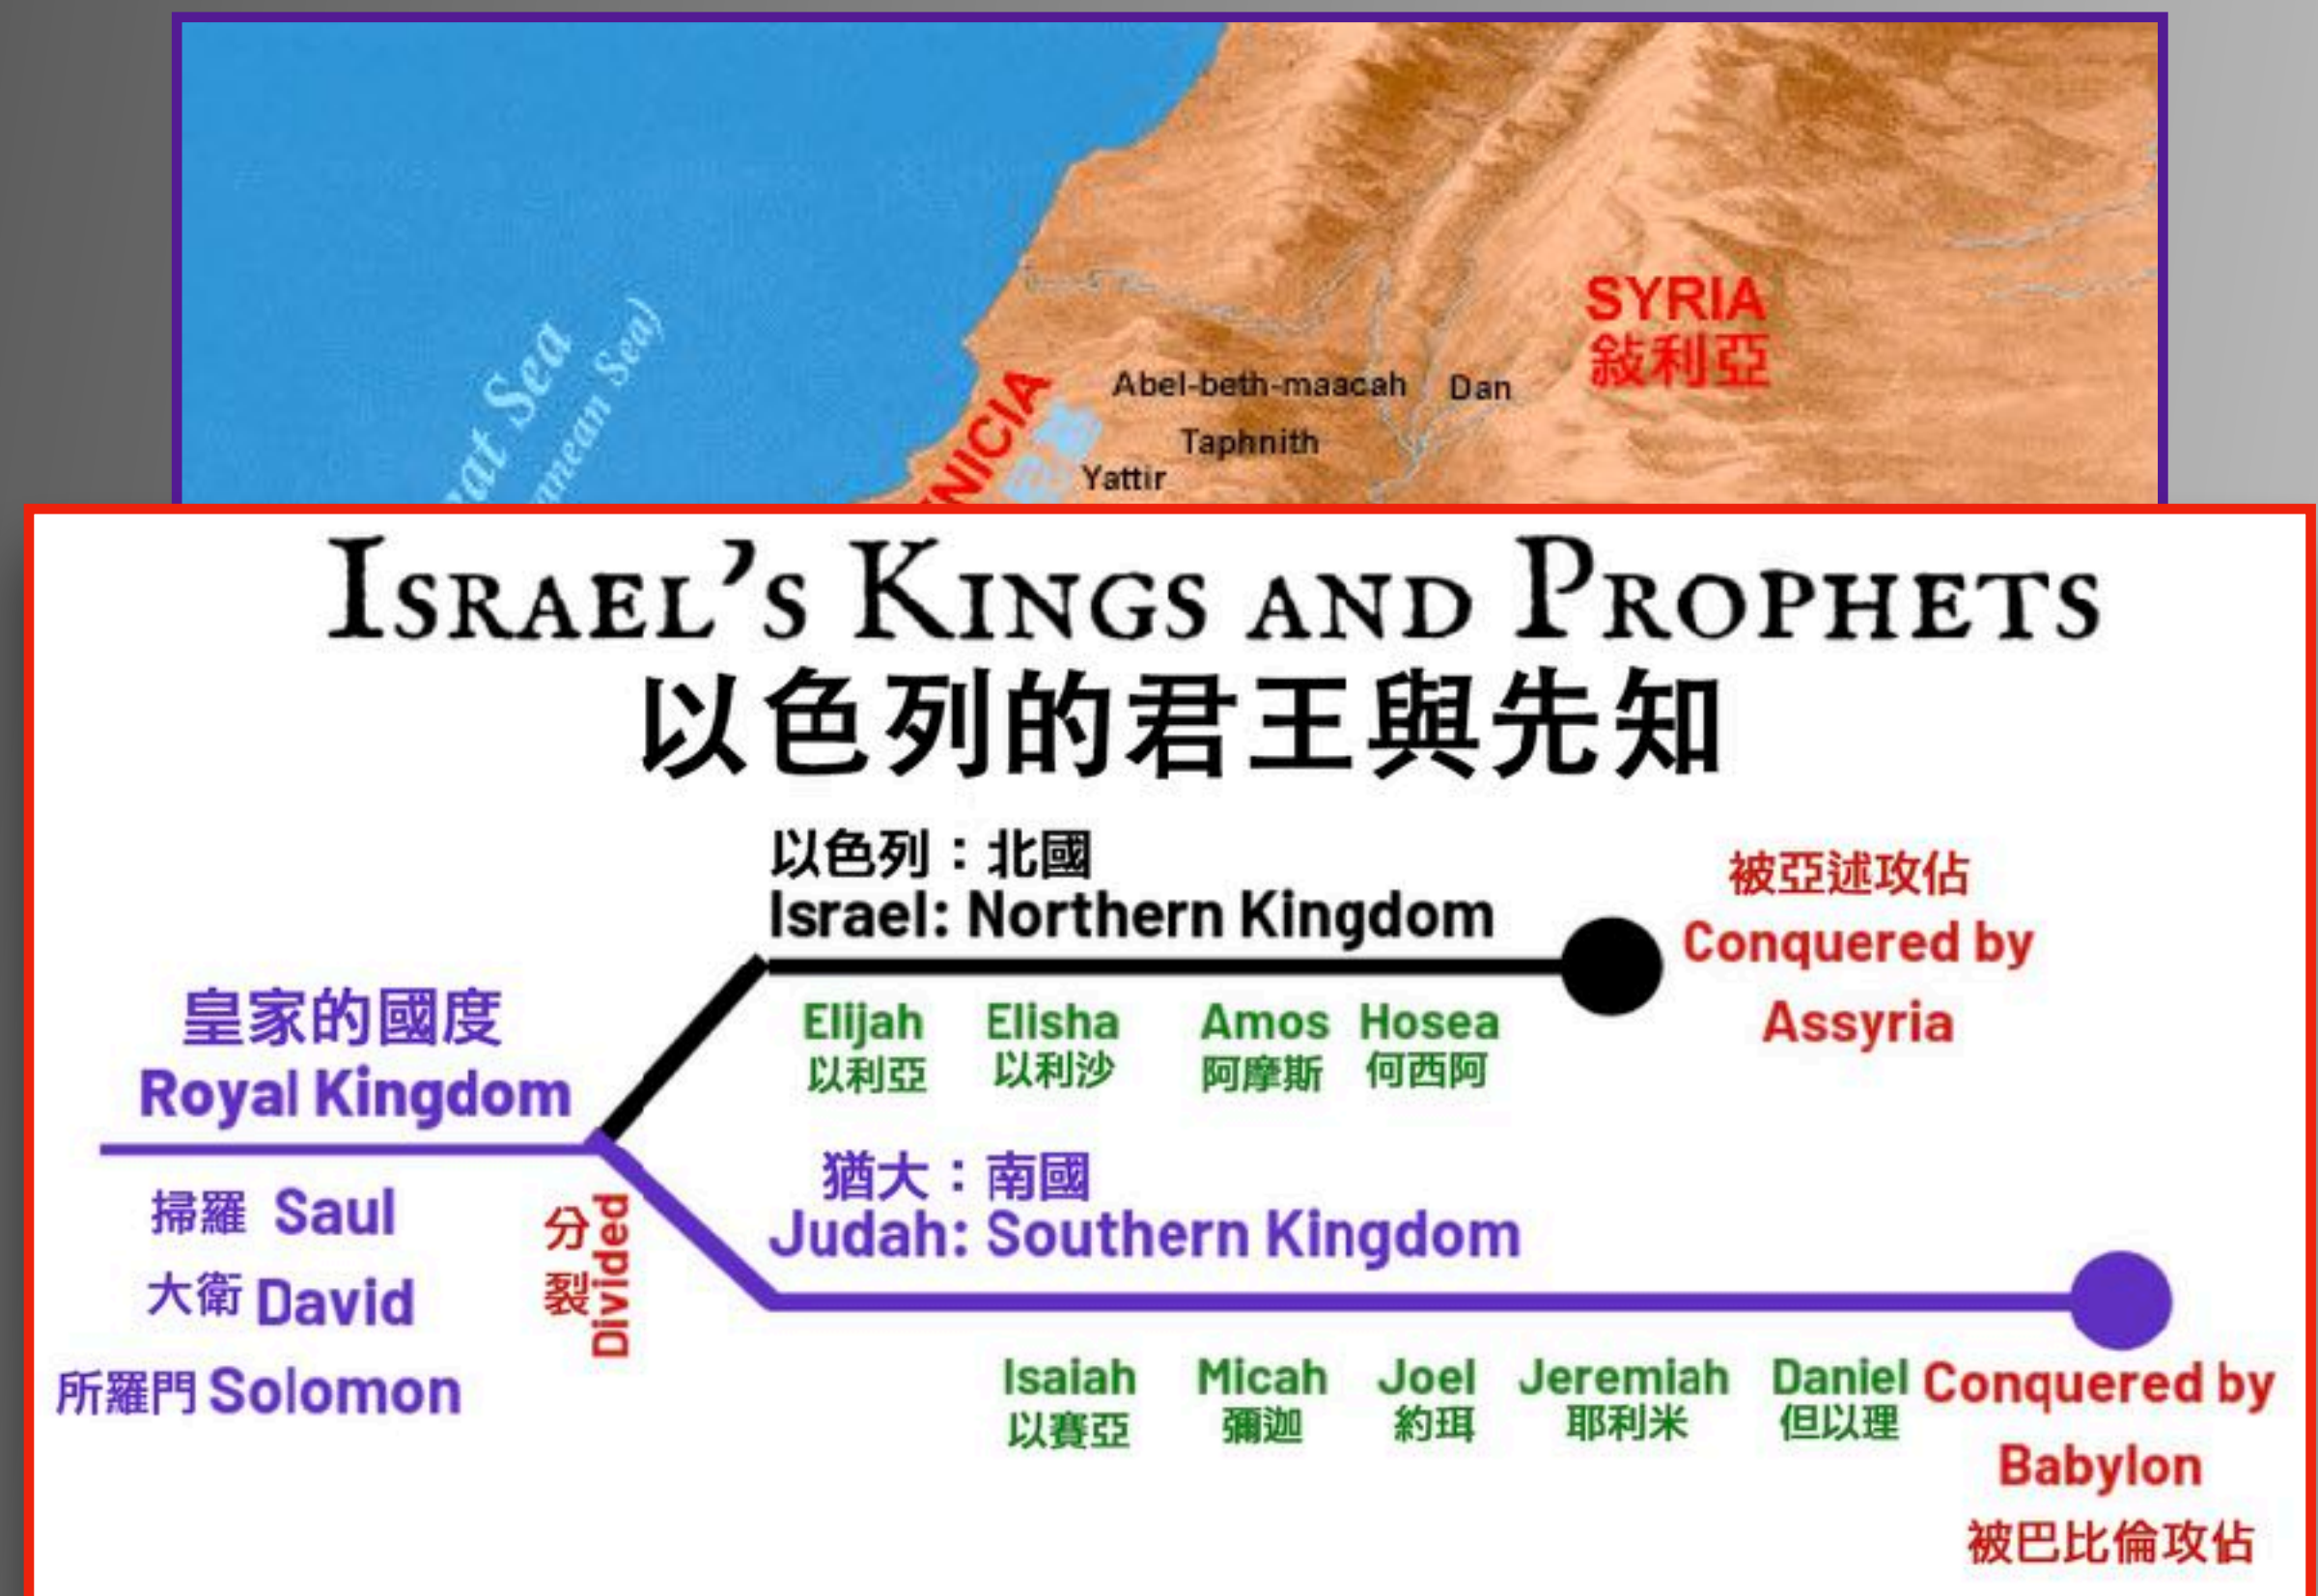 SYRIA
敍利亞
Abel-beth-maacah
Dan
Taphnith
Yattir
Sea
Sea)
ISRAEL'S KINGS AND PROPHETS
以色列的君王與先知
以色列：北國
Israel: Northern Kingdom
被亞述攻佔
Conquered by
Assyria
Elijah
以利亞
Elisha
以利沙
Amos
阿摩斯
Hosea
何西阿
皇家的國度
Royal Kingdom
掃羅 Saul
大衛 David
所羅門 Solomon
分裂
Divided
猶大：南國
Judah: Southern Kingdom
Isaiah
以賽亞
Micah
彌迦
Joel
約珥
Jeremiah
耶利米
Daniel
但以理
Conquered by
Babylon
被巴比倫攻佔